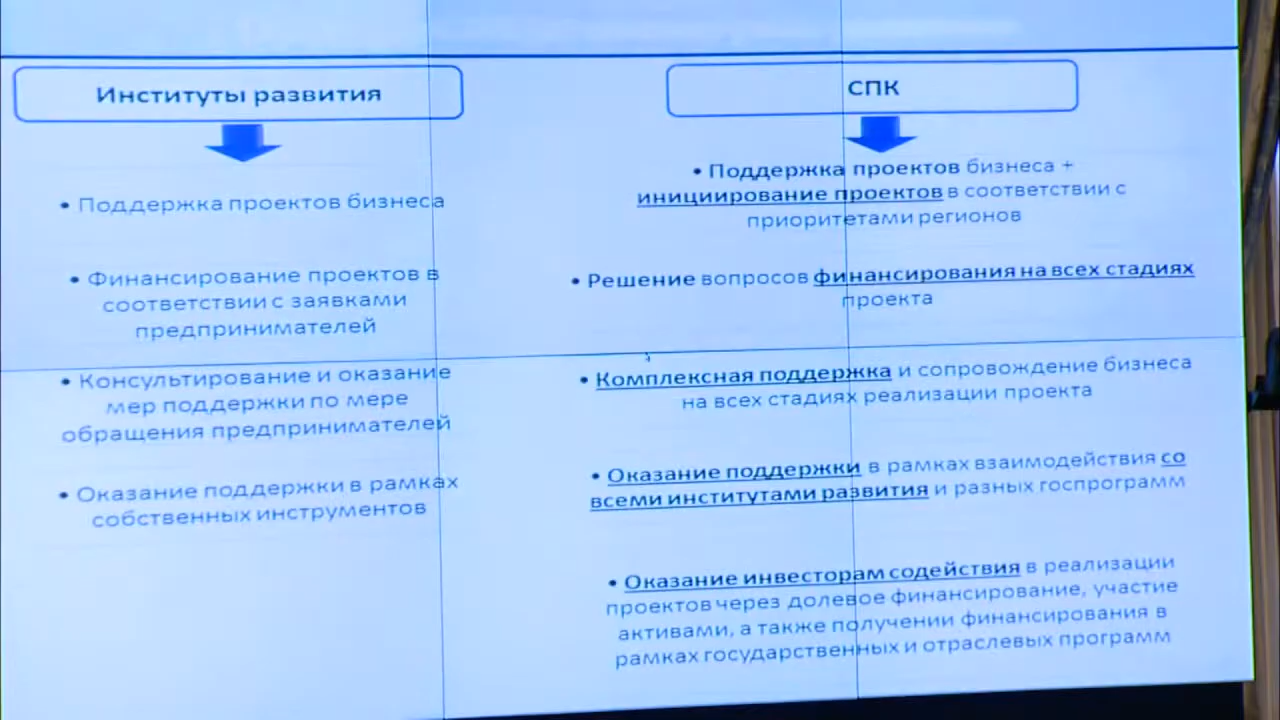 Институты развития
• Поддержка проектов бизнеса
• Финансирование проектов в
соответствии с заявками
предпринимателей
• Консультирование и оказание
мер поддержки по мере
обращения предпринимателей
• Оказание поддержки в рамках
собственных инструментов
СПК
• Поддержка проектов бизнеса +
инициирование проектов в соответствии с
приоритетами регионов
• Решение вопросов финансирования на всех стадиях
проекта
• Комплексная поддержка и сопровождение бизнеса
на всех стадиях реализации проекта
• Оказание поддержки в рамках взаимодействия со
всеми институтами развития и разных госпрограмм
• Оказание инвесторам содействия в реализации
проектов через долевое финансирование, участие
активами, а также получении финансирования в
рамках государственных и отраслевых программ